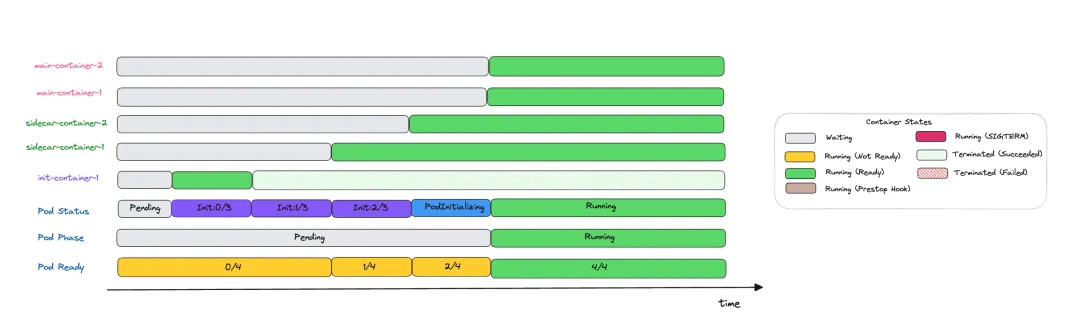 main-container-2
main-container-1
sidecar-container-2
sidecar-container-1
init-container-1
Pod Status
Pending
Init:0/3
Init:1/3
Init:2/3
PodInitializing
Running
Pod Phase
Pending
Running
Pod Ready
0/4
1/4
2/4
4/4
time
Container States
Waiting
Running (SIGTERM)
Running (Not Ready)
Terminated (Succeeded)
Running (Ready)
Terminated (Failed)
Running (Prestop Hook)